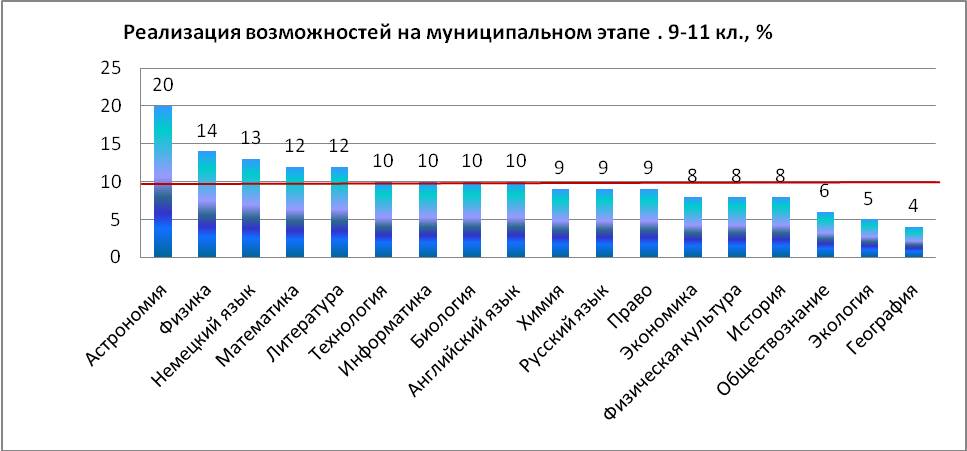 Реализация возможностей на муниципальном этапе . 9-11 кл., %
25
20
15
10
5
0
20
14
13
12
12
10
10
10
10
9
9
9
8
8
8
6
5
4
Астрономия
Физика
Немецкий язык
Математика
Литература
Технология
Информатика
Биология
Английский язык
Химия
Русский язык
Право
Экономика
Физическая культура
История
Обществознание
Экология
География